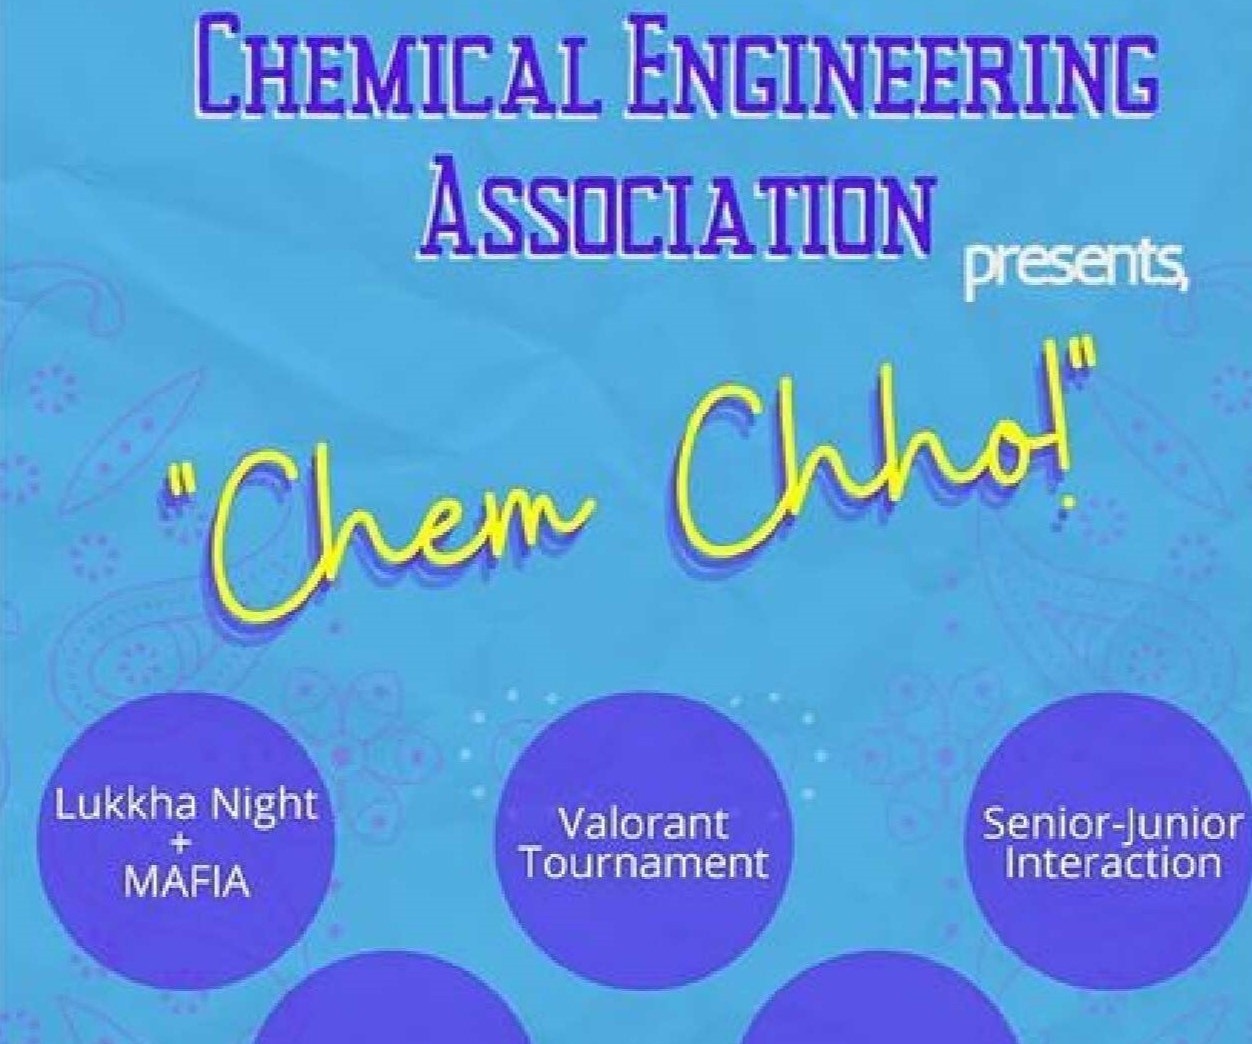 CHEMICAL ENGINEERING
ASSOCIATION
presents,
"Chem Chho!"
Lukkha Night
+
MAFIA
Valorant
Tournament
Senior-Junior
Interaction